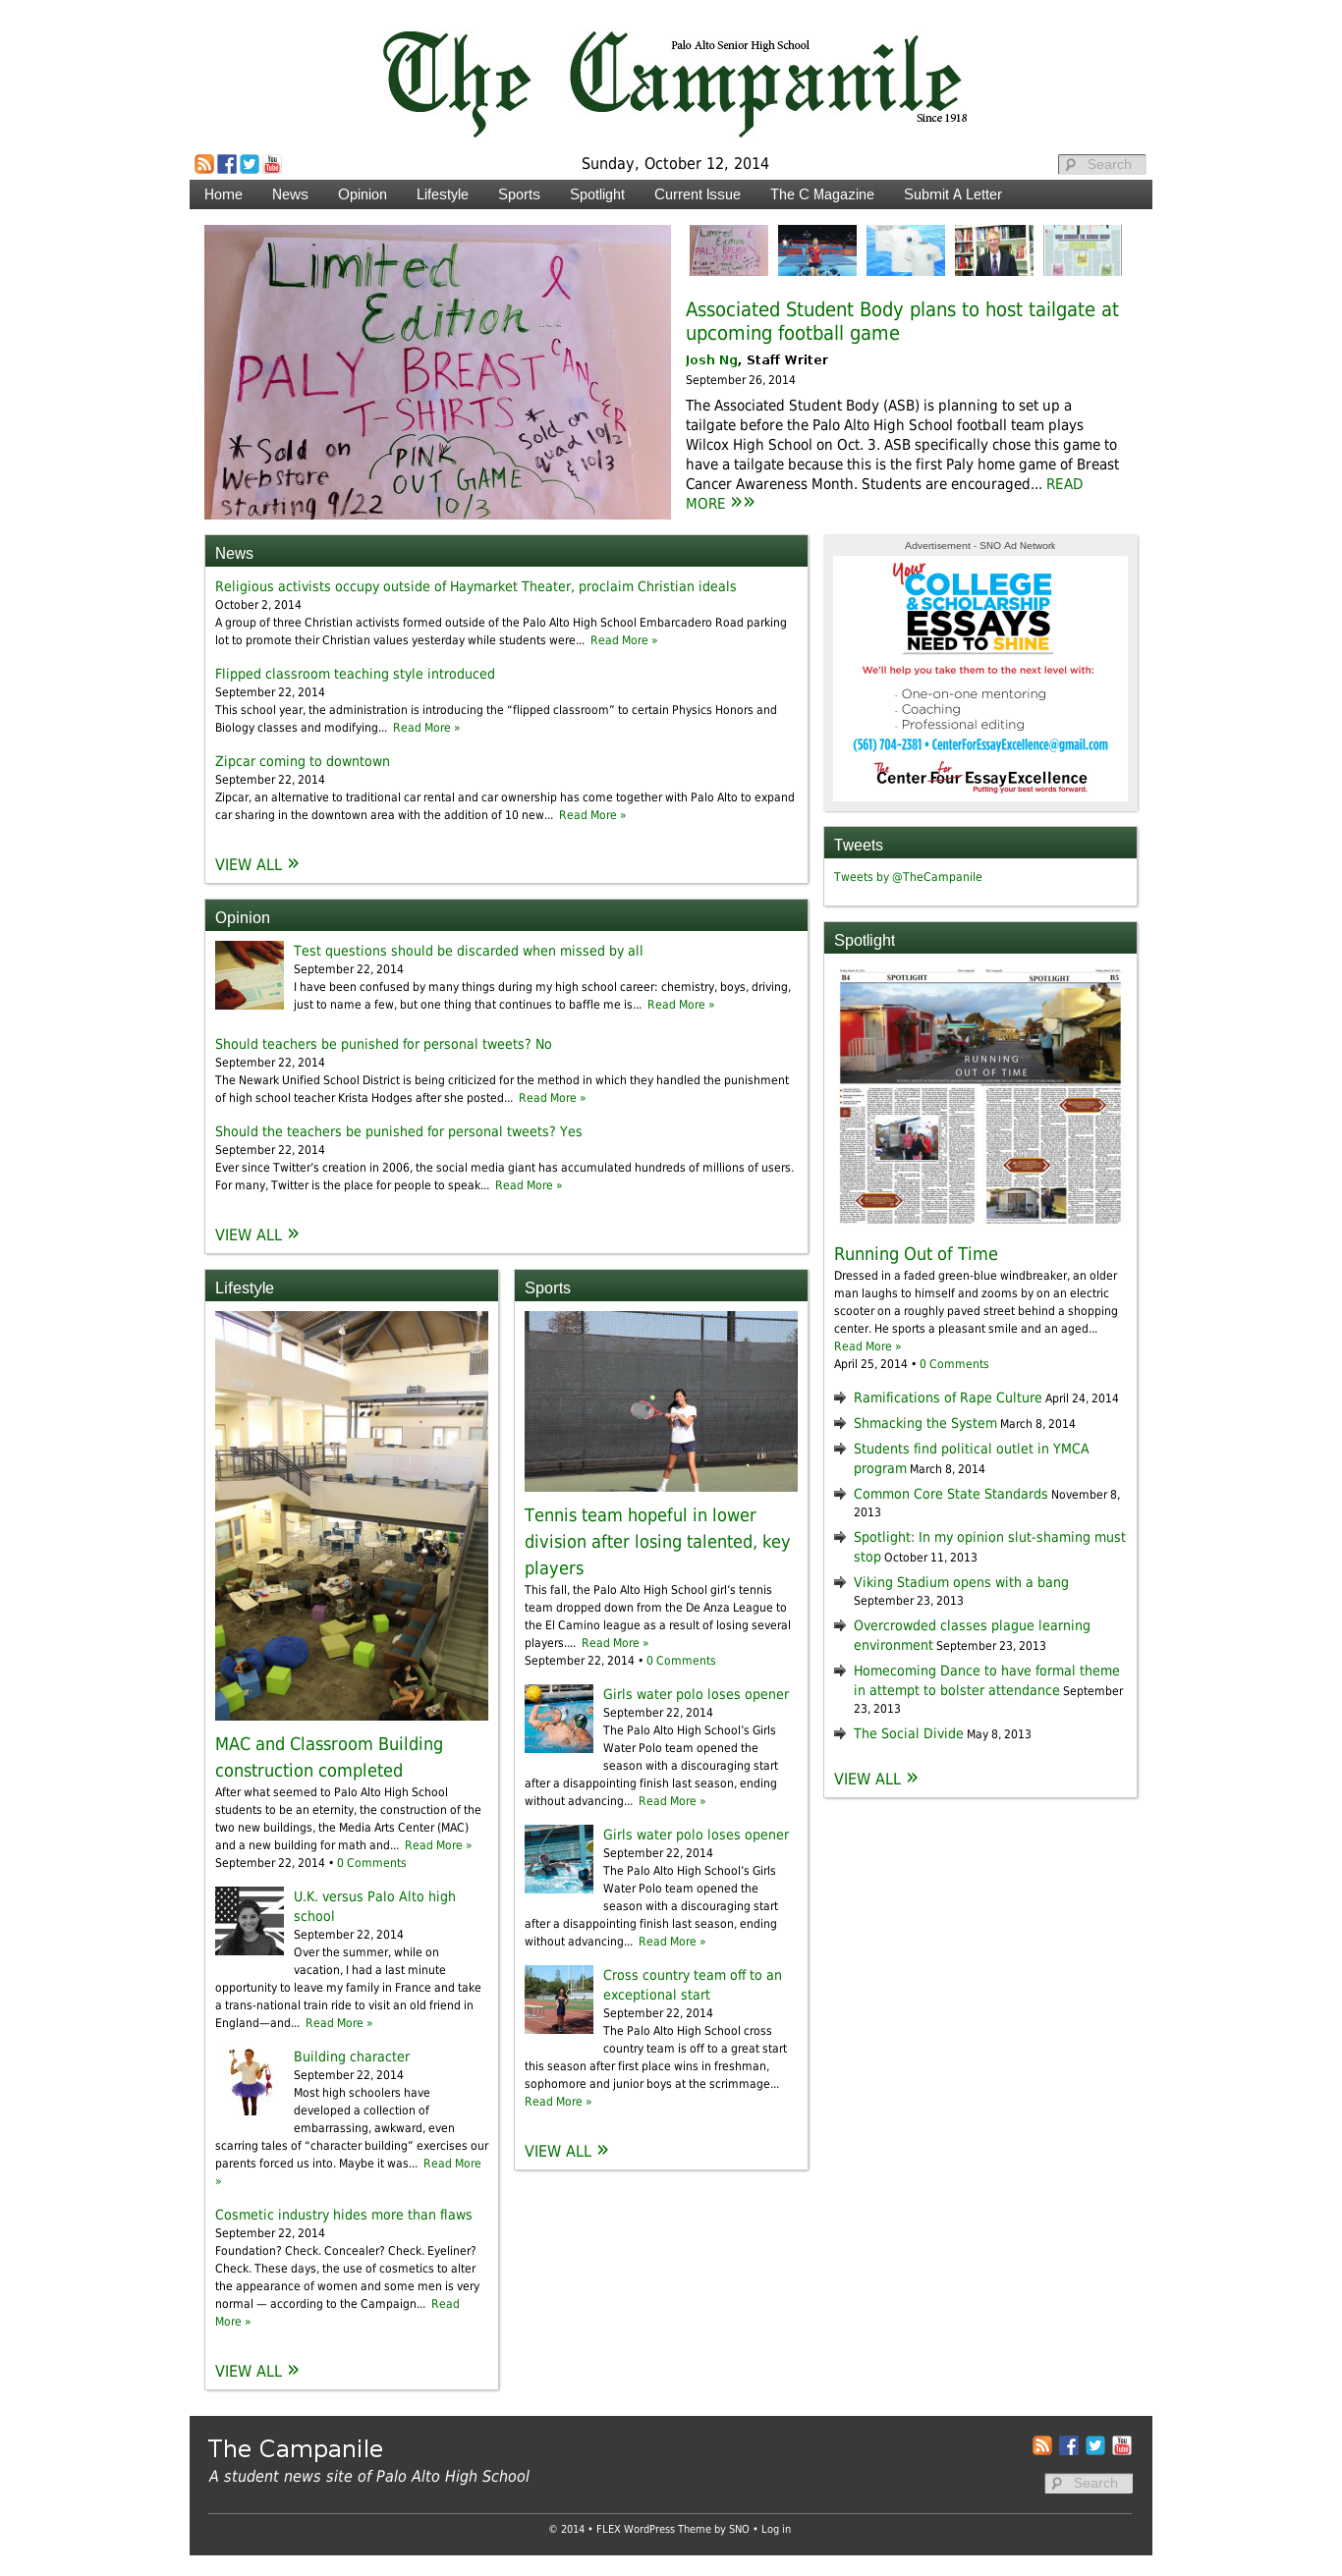 The Campanile
Palo Alto Senior High School
Since 1918
Sunday, October 12, 2014
Search
Home News Opinion Lifestyle Sports Spotlight Current Issue The C Magazine Submit A Letter
Limited
Edition
PALY BREAST
CANCER
T-SHIRTS
*Sold on
Webstore
starting 9/22
PINK
OUT GAME
10/3
*Sold on
quad 10/2
& 10/3
Associated Student Body plans to host tailgate at
upcoming football game
Josh Ng, Staff Writer
September 26, 2014
The Associated Student Body (ASB) is planning to set up a
tailgate before the Palo Alto High School football team plays
Wilcox High School on Oct. 3. ASB specifically chose this game to
have a tailgate because this is the first Paly home game of Breast
Cancer Awareness Month. Students are encouraged... READ
MORE »»
News
Religious activists occupy outside of Haymarket Theater, proclaim Christian ideals
October 2, 2014
A group of three Christian activists formed outside of the Palo Alto High School Embarcadero Road parking
lot to promote their Christian values yesterday while students were... Read More »
Flipped classroom teaching style introduced
September 22, 2014
This school year, the administration is introducing the “flipped classroom” to certain Physics Honors and
Biology classes and modifying... Read More »
Zipcar coming to downtown
September 22, 2014
Zipcar, an alternative to traditional car rental and car ownership has come together with Palo Alto to expand
car sharing in the downtown area with the addition of 10 new... Read More »
VIEW ALL »
Opinion
Test questions should be discarded when missed by all
September 22, 2014
I have been confused by many things during my high school career: chemistry, boys, driving,
just to name a few, but one thing that continues to baffle me is... Read More »
Should teachers be punished for personal tweets? No
September 22, 2014
The Newark Unified School District is being criticized for the method in which they handled the punishment
of high school teacher Krista Hodges after she posted... Read More »
Should the teachers be punished for personal tweets? Yes
September 22, 2014
Ever since Twitter’s creation in 2006, the social media giant has accumulated hundreds of millions of users.
For many, Twitter is the place for people to speak... Read More »
VIEW ALL »
Lifestyle
MAC and Classroom Building
construction completed
After what seemed to Palo Alto High School
students to be an eternity, the construction of the
two new buildings, the Media Arts Center (MAC)
and a new building for math and... Read More »
September 22, 2014 • 0 Comments
U.K. versus Palo Alto high
school
September 22, 2014
Over the summer, while on
vacation, I had a last minute
opportunity to leave my family in France and take
a trans-national train ride to visit an old friend in
England—and... Read More »
Building character
September 22, 2014
Most high schoolers have
developed a collection of
embarrassing, awkward, even
scarring tales of “character building” exercises our
parents forced us into. Maybe it was... Read More
»
Cosmetic industry hides more than flaws
September 22, 2014
Foundation? Check. Concealer? Check. Eyeliner?
Check. These days, the use of cosmetics to alter
the appearance of women and some men is very
normal — according to the Campaign... Read
More »
VIEW ALL »
Sports
Tennis team hopeful in lower
division after losing talented, key
players
This fall, the Palo Alto High School girl’s tennis
team dropped down from the De Anza League to
the El Camino league as a result of losing several
players.... Read More »
September 22, 2014 • 0 Comments
Girls water polo loses opener
September 22, 2014
The Palo Alto High School’s Girls
Water Polo team opened the
season with a discouraging start
after a disappointing finish last season, ending
without advancing... Read More »
Girls water polo loses opener
September 22, 2014
The Palo Alto High School’s Girls
Water Polo team opened the
season with a discouraging start
after a disappointing finish last season, ending
without advancing... Read More »
Cross country team off to an
exceptional start
September 22, 2014
The Palo Alto High School cross
country team is off to a great start
this season after first place wins in freshman,
sophomore and junior boys at the scrimmage...
Read More »
VIEW ALL »
Advertisement - SNO Ad Network
Your
COLLEGE
& SCHOLARSHIP
ESSAYS
NEED TO SHINE
We'll help you take them to the next level with:
- One-on-one mentoring
- Coaching
- Professional editing
(561) 704-2381 • CenterForEssayExcellence@gmail.com
The Center Four for EssayExcellence
Putting your best words forward.
Tweets
Tweets by @TheCampanile
Spotlight
B4 SPOTLIGHT SPOTLIGHT B5
RUNNING
OUT OF TIME
Running Out of Time
Dressed in a faded green-blue windbreaker, an older
man laughs to himself and zooms by on an electric
scooter on a roughly paved street behind a shopping
center. He sports a pleasant smile and an aged...
Read More »
April 25, 2014 • 0 Comments
Ramifications of Rape Culture April 24, 2014
Shmacking the System March 8, 2014
Students find political outlet in YMCA
program March 8, 2014
Common Core State Standards November 8,
2013
Spotlight: In my opinion slut-shaming must
stop October 11, 2013
Viking Stadium opens with a bang
September 23, 2013
Overcrowded classes plague learning
environment September 23, 2013
Homecoming Dance to have formal theme
in attempt to bolster attendance September
23, 2013
The Social Divide May 8, 2013
VIEW ALL »
The Campanile
A student news site of Palo Alto High School
Search
© 2014 • FLEX WordPress Theme by SNO • Log in